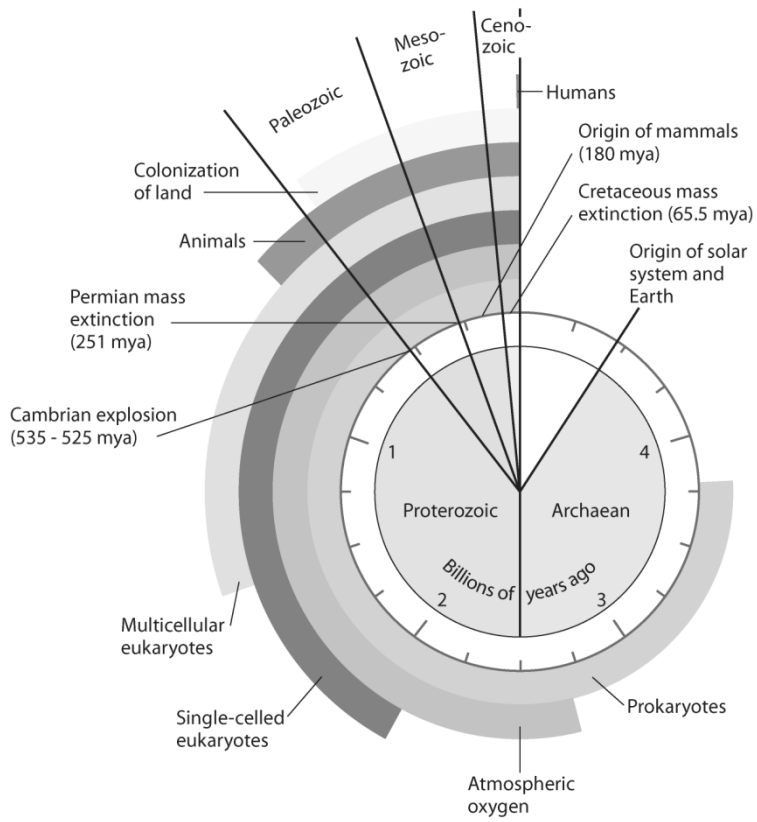 Ceno-
zoic
Meso-
zoic
Paleozoic
Humans
Origin of mammals
(180 mya)
Cretaceous mass
extinction (65.5 mya)
Origin of solar
system and
Earth
Colonization
of land
Animals
Permian mass
extinction
(251 mya)
Cambrian explosion
(535 - 525 mya)
1
4
Proterozoic
Archaean
Billions of years ago
2
3
Multicellular
eukaryotes
Single-celled
eukaryotes
Prokaryotes
Atmospheric
oxygen